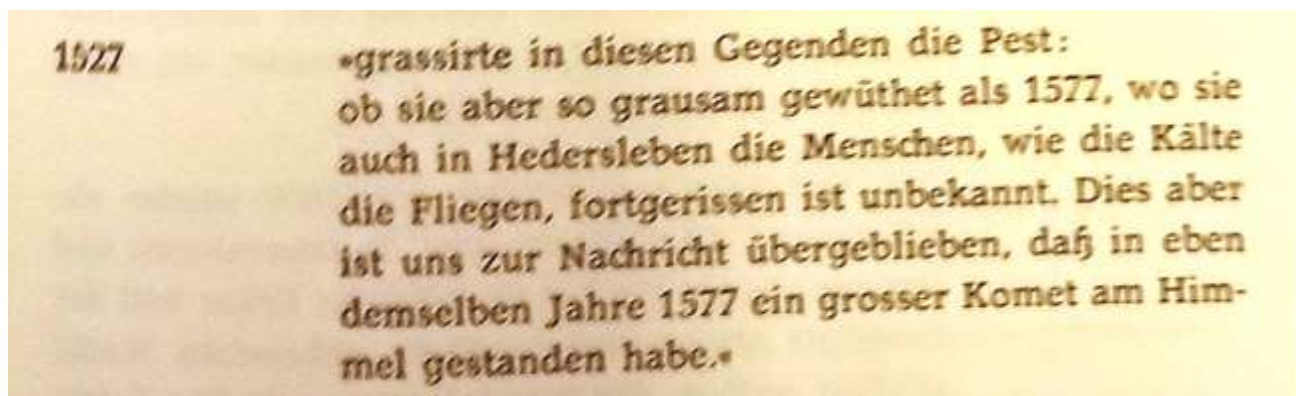 1527 »grassirte in diesen Gegenden die Pest:
ob sie aber so grausam gewüthet als 1577, wo sie
auch in Hedersleben die Menschen, wie die Kälte
die Fliegen, fortgerissen ist unbekannt. Dies aber
ist uns zur Nachricht übergeblieben, daß in eben
demselben Jahre 1577 ein grosser Komet am Him-
mel gestanden habe.«